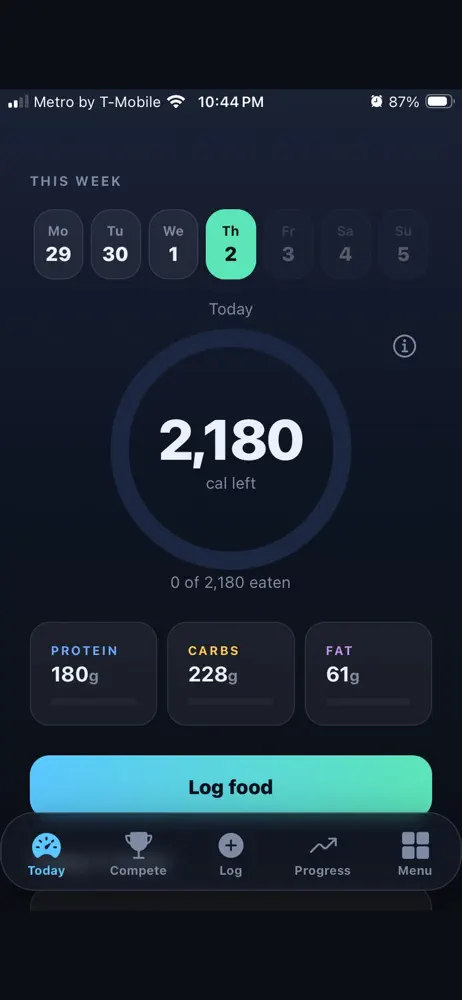 Metro by T-Mobile 10:44 PM 87%
THIS WEEK
Mo Tu We Th Fr Sa Su
29 30 1 2 3 4 5
Today
2,180
cal left
0 of 2,180 eaten
PROTEIN CARBS FAT
180g 228g 61g
Log food
Today Compete Log Progress Menu